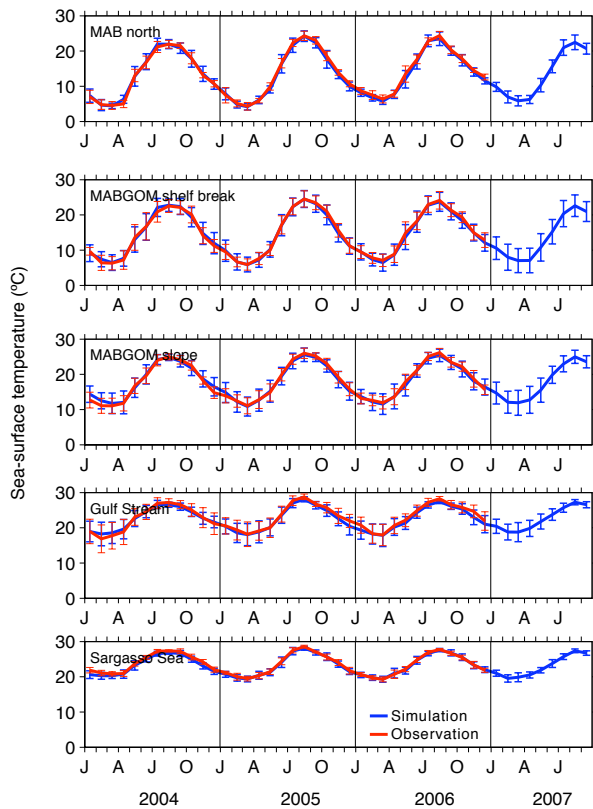 Sea-surface temperature (ºC)
MAB north
30
20
10
0
J A J O J A J O J A J O J A J
MABGOM shelf break
30
20
10
0
J A J O J A J O J A J O J A J
MABGOM slope
30
20
10
0
J A J O J A J O J A J O J A J
Gulf Stream
30
20
10
0
J A J O J A J O J A J O J A J
Sargasso Sea
30
20
10
0
Simulation
Observation
J A J O J A J O J A J O J A J
2004 2005 2006 2007